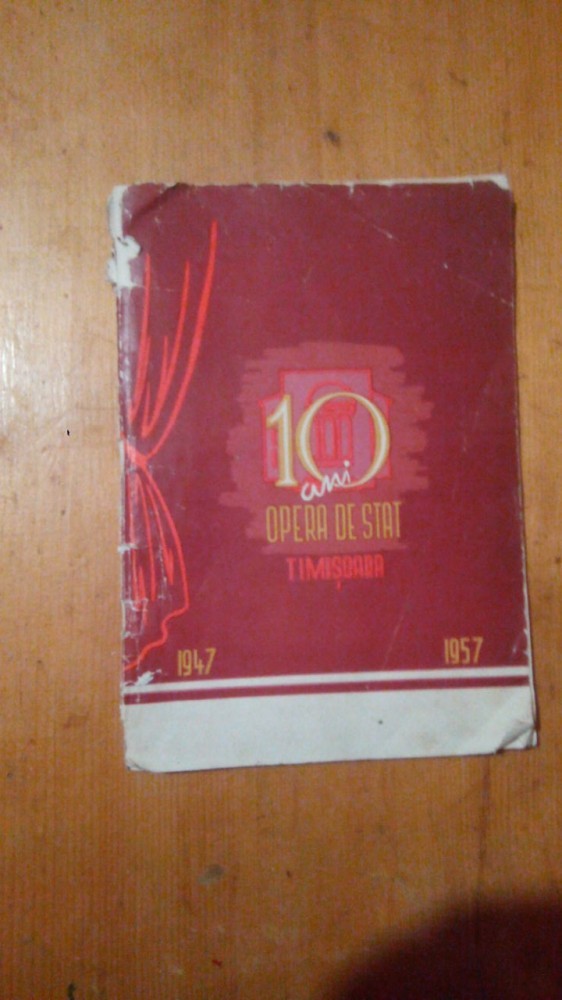 10
ani
OPERA DE STAT
TIMIȘOARA
1947 1957